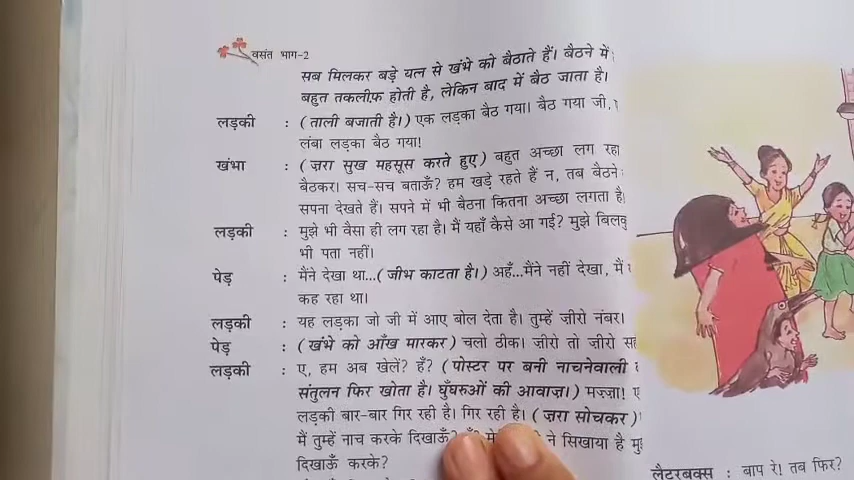 वसंत भाग-2
सब मिलकर बड़े यत्न से खंभे को बैठाते हैं। बैठने में
बहुत तकलीफ़ होती है, लेकिन बाद में बैठ जाता है।
लड़की : (ताली बजाती है।) एक लड़का बैठ गया। बैठ गया जी,
लंबा लड़का बैठ गया!
खंभा : (ज़रा सुख महसूस करते हुए) बहुत अच्छा लग रहा
बैठकर। सच-सच बताऊँ? हम खड़े रहते हैं न, तब बैठने
सपना देखते हैं। सपने में भी बैठना कितना अच्छा लगता है।
लड़की : मुझे भी वैसा ही लग रहा है। मैं यहाँ कैसे आ गई? मुझे बिलकु
भी पता नहीं।
पेड़ : मैंने देखा था...(जीभ काटता है।) अहँ...मैंने नहीं देखा, मैं
कह रहा था।
लड़की : यह लड़का जो जी में आए बोल देता है। तुम्हें ज़ीरो नंबर।
पेड़ : (खंभे को आँख मारकर) चलो ठीक। ज़ीरो तो ज़ीरो सह
लड़की : ए, हम अब खेलें? हैं? (पोस्टर पर बनी नाचनेवाली
संतुलन फिर खोता है। घुँघरुओं की आवाज़।) मज्ज़ा! ए
लड़की बार-बार गिर रही है। गिर रही है। (ज़रा सोचकर)
मैं तुम्हें नाच करके दिखाऊँ? ने सिखाया है मु
दिखाऊँ करके?
लैटरबक्स : बाप रे! तब फिर?